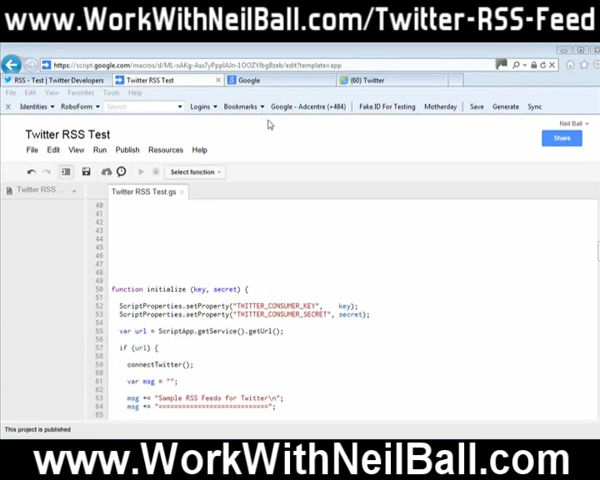 www.WorkWithNeilBall.com/Twitter-RSS-Feed
RSS - Test | Twitter Developers
Twitter RSS Test
Google
(60) Twitter
File Edit View Favorites Tools Help
Identities RoboForm Search Logins Bookmarks Google - Adcentre (+484) Fake ID For Testing Motherday Save Generate Sync
Neil Ball
Twitter RSS Test
Share
File Edit View Run Publish Resources Help
Select function
Twitter RSS...
Twitter RSS Test.gs
40
41
42
43
44
45
46
47
48
49
50 function initialize (key, secret) {
51
52 ScriptProperties.setProperty("TWITTER_CONSUMER_KEY", key);
53 ScriptProperties.setProperty("TWITTER_CONSUMER_SECRET", secret);
55 var url = ScriptApp.getService().getUrl();
57 if (url) {
59 connectTwitter();
61 var msg = "";
63 msg += "Sample RSS Feeds for Twitter\n";
64 msg += "============================";
65
This project is published
www.WorkWithNeilBall.com